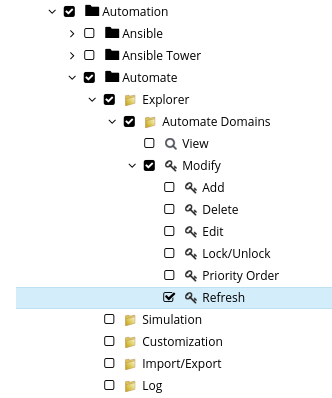 Automation
Ansible
Ansible Tower
Automate
Explorer
Automate Domains
View
Modify
Add
Delete
Edit
Lock/Unlock
Priority Order
Refresh
Simulation
Customization
Import/Export
Log